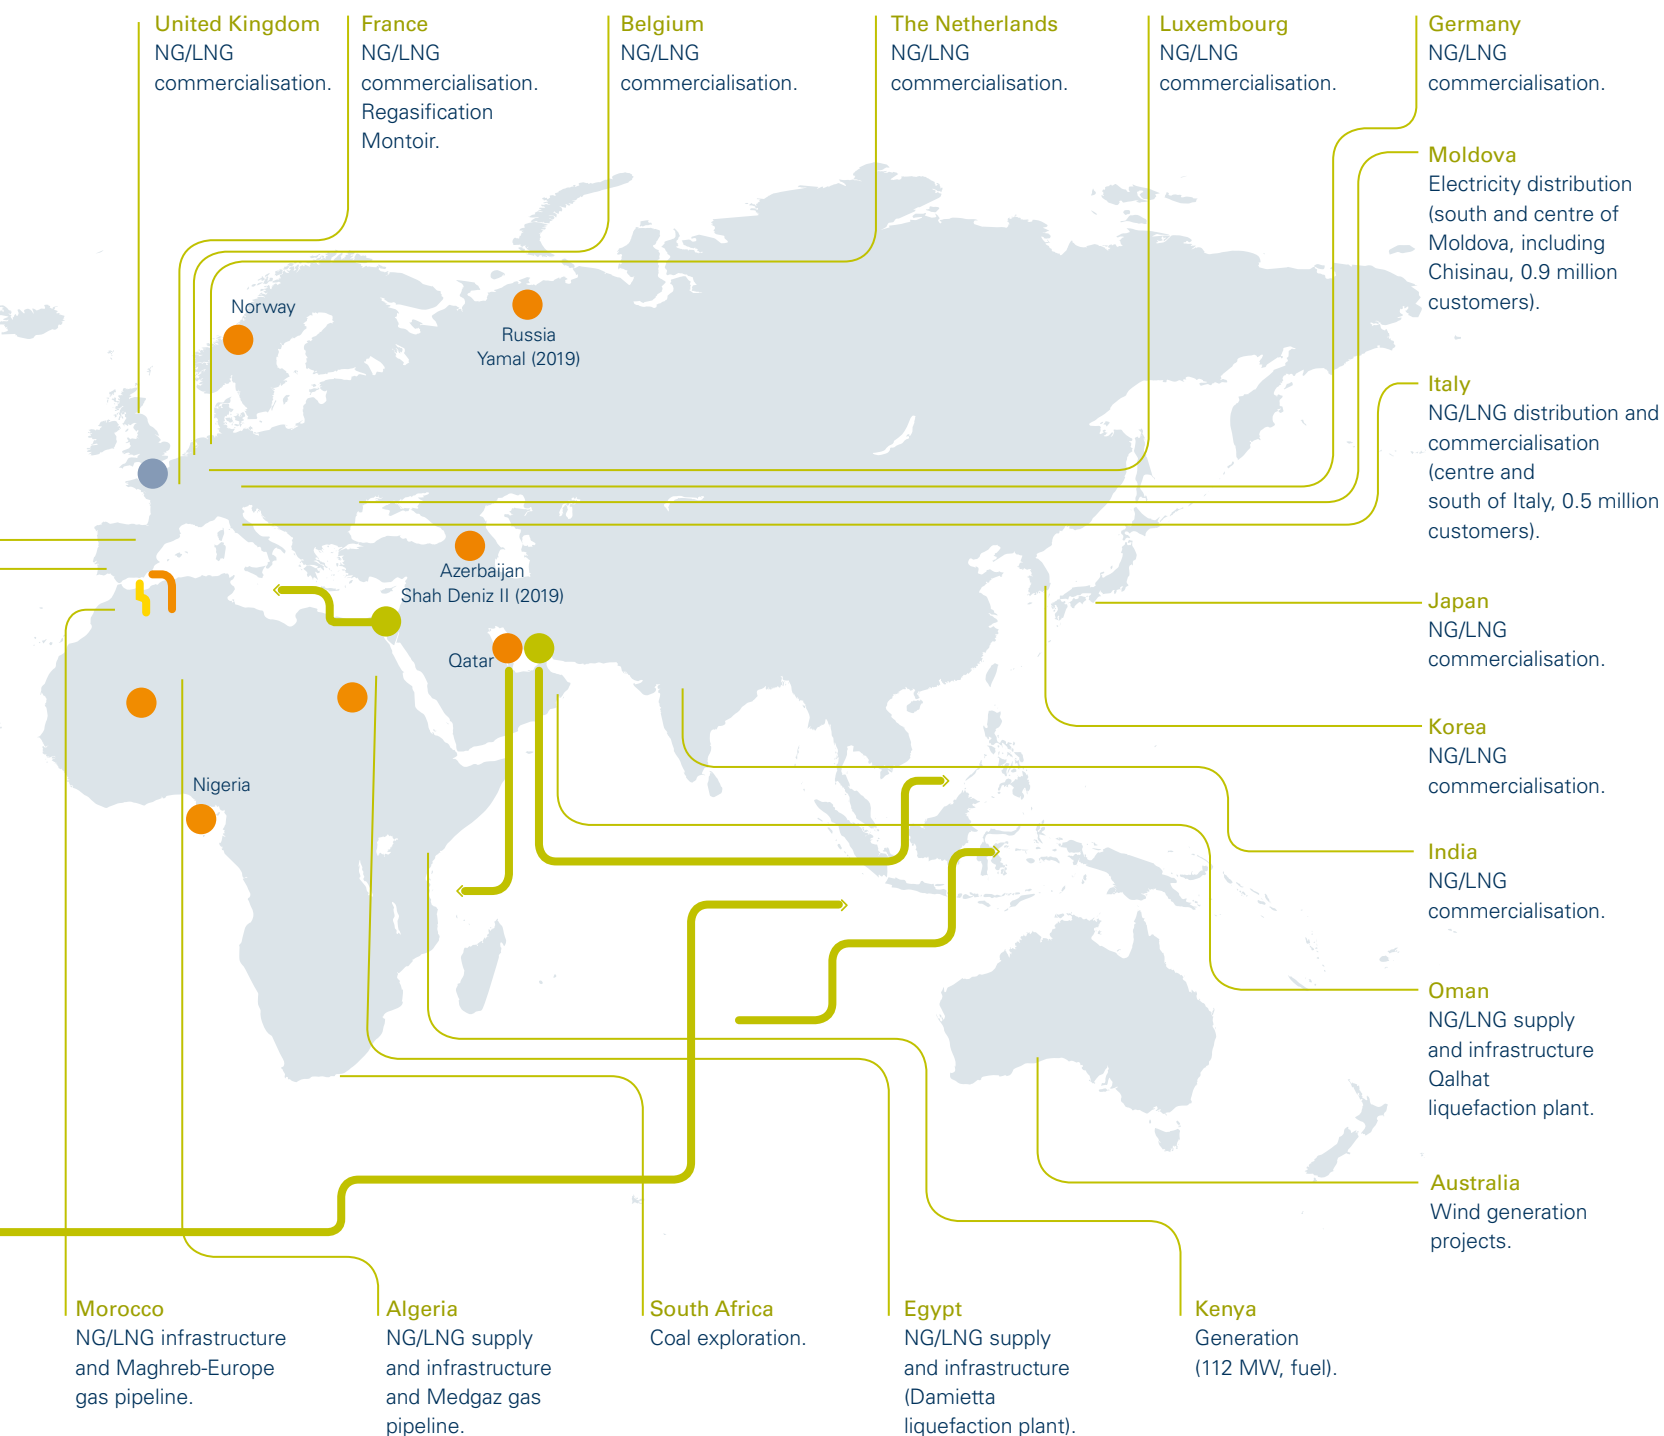 United Kingdom
NG/LNG
commercialisation.
France
NG/LNG
commercialisation.
Regasification
Montoir.
Belgium
NG/LNG
commercialisation.
The Netherlands
NG/LNG
commercialisation.
Luxembourg
NG/LNG
commercialisation.
Germany
NG/LNG
commercialisation.
Moldova
Electricity distribution
(south and centre of
Moldova, including
Chisinau, 0.9 million
customers).
Norway
Russia
Yamal (2019)
Italy
NG/LNG distribution and
commercialisation
(centre and
south of Italy, 0.5 million
customers).
Azerbaijan
Shah Deniz II (2019)
Japan
NG/LNG
commercialisation.
Qatar
Korea
NG/LNG
commercialisation.
Nigeria
India
NG/LNG
commercialisation.
Oman
NG/LNG supply
and infrastructure
Qalhat
liquefaction plant.
Australia
Wind generation
projects.
Morocco
NG/LNG infrastructure
and Maghreb-Europe
gas pipeline.
Algeria
NG/LNG supply
and infrastructure
and Medgaz gas
pipeline.
South Africa
Coal exploration.
Egypt
NG/LNG supply
and infrastructure
(Damietta
liquefaction plant).
Kenya
Generation
(112 MW, fuel).